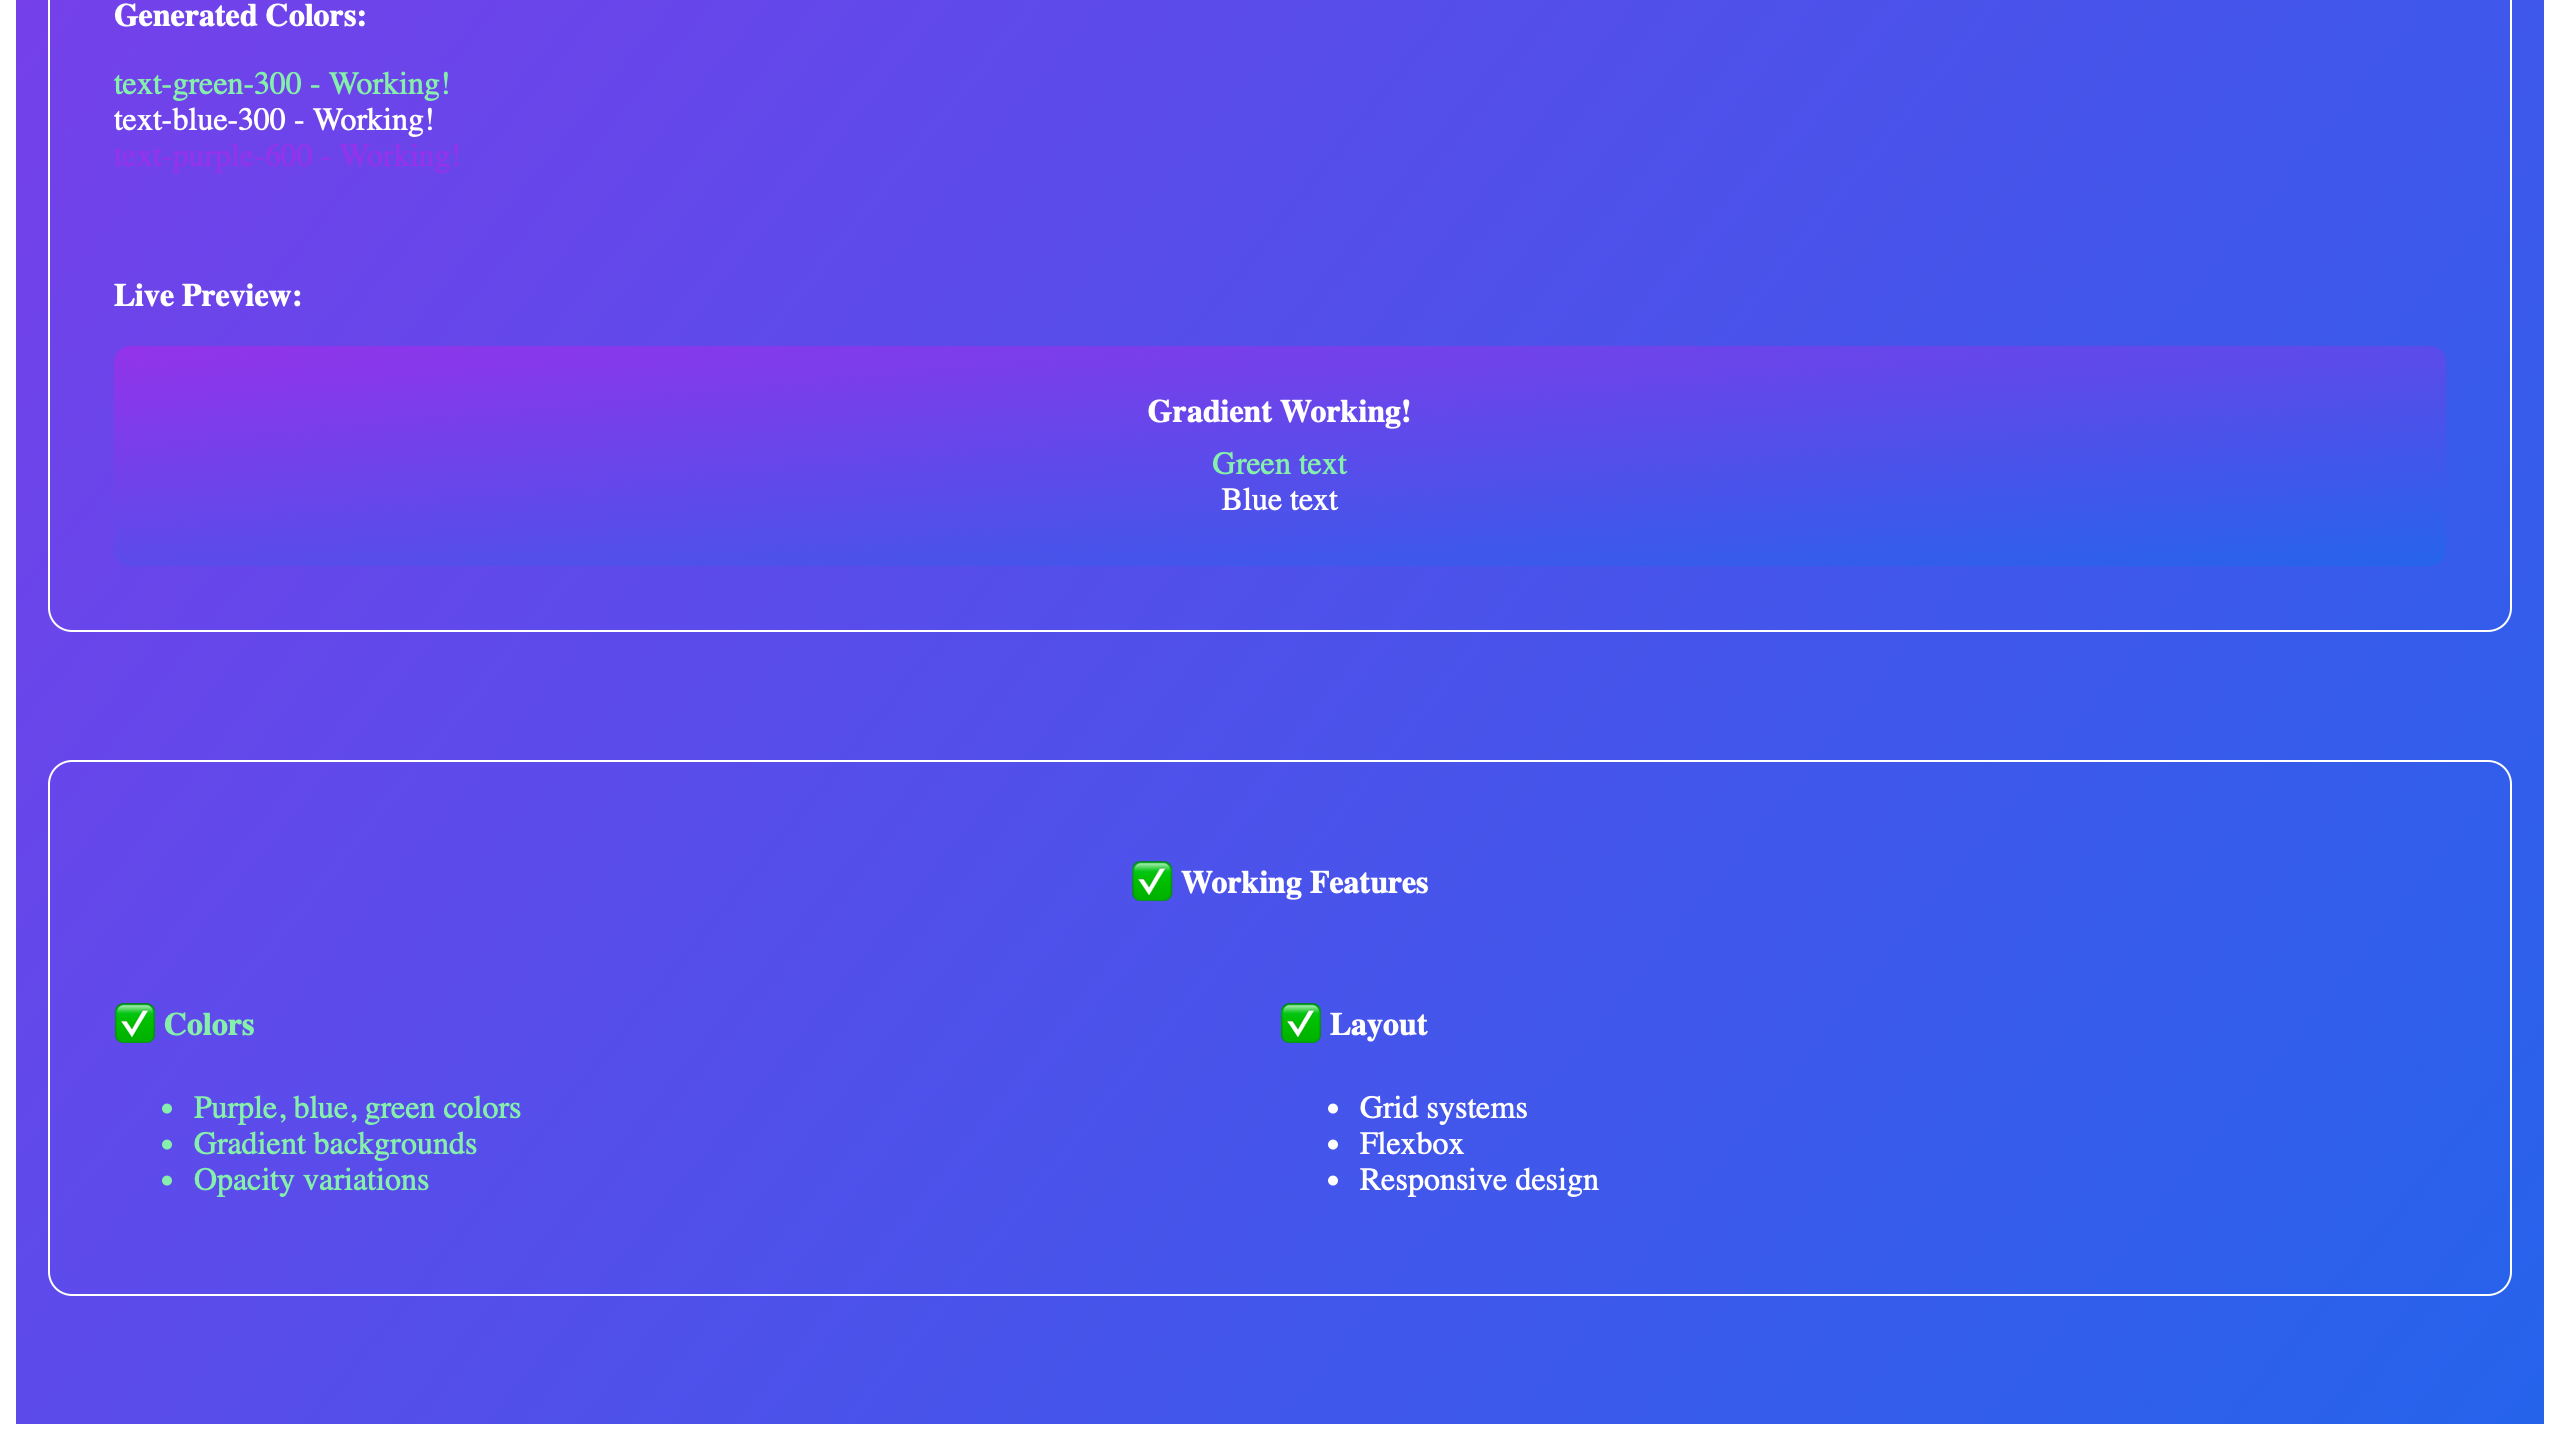 Generated Colors:
text-green-300 - Working!
text-blue-300 - Working!
text-purple-600 - Working!
Live Preview:
Gradient Working!
Green text
Blue text
✅ Working Features
✅ Colors
• Purple, blue, green colors
• Gradient backgrounds
• Opacity variations
✅ Layout
• Grid systems
• Flexbox
• Responsive design